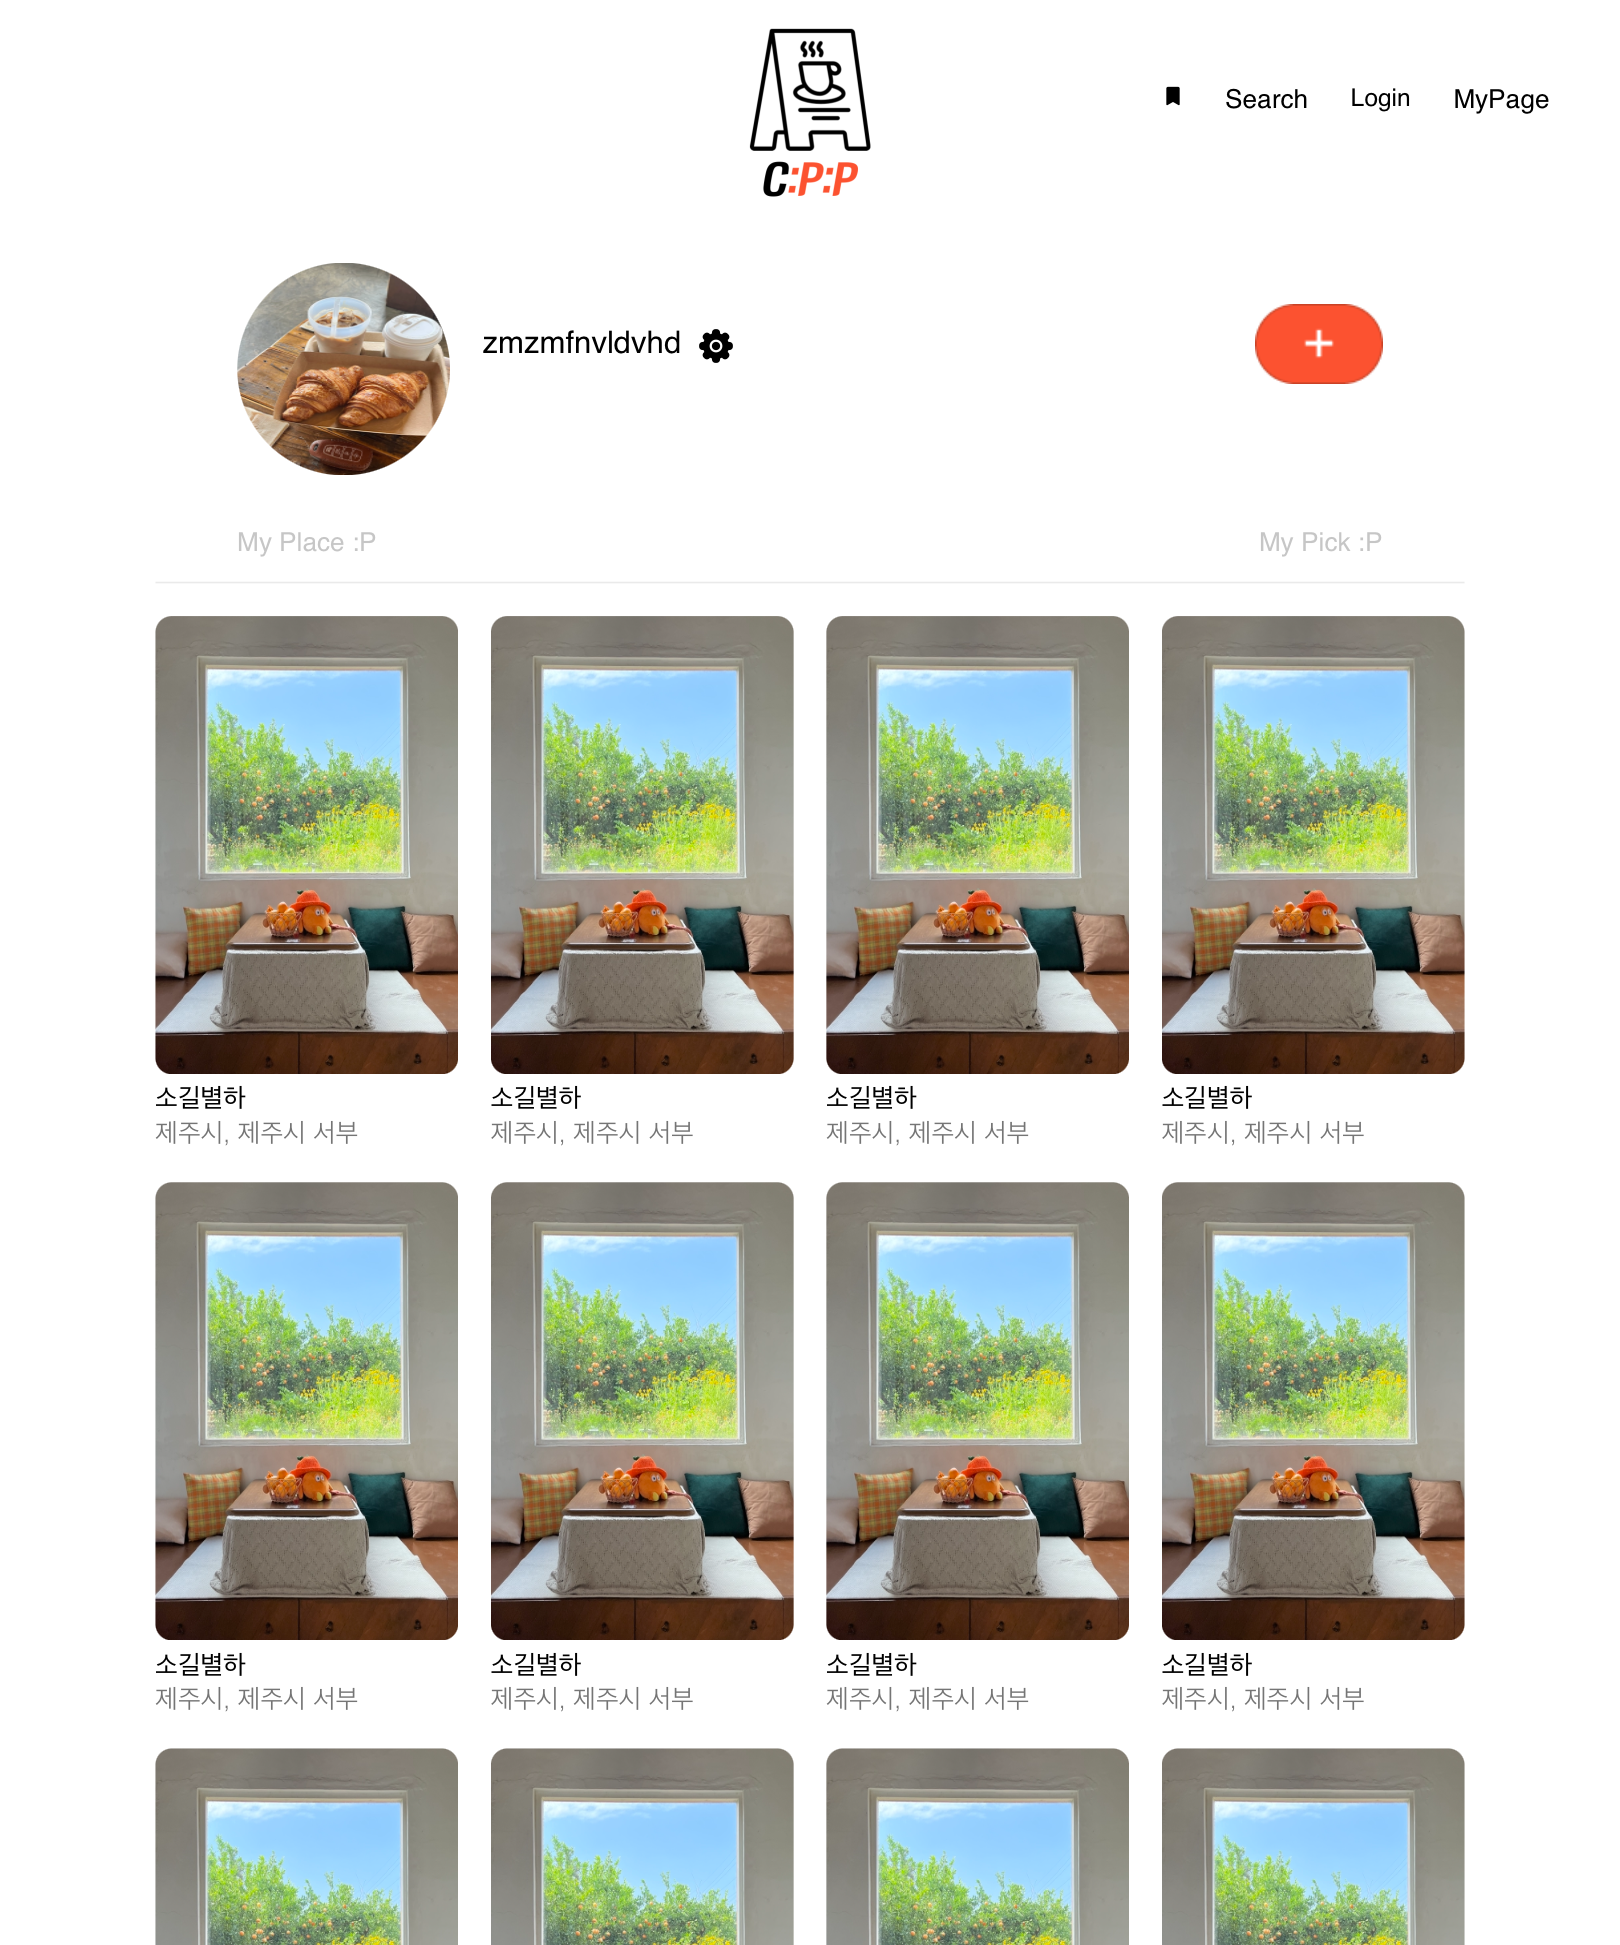 C:P:P
Search
Login
MyPage
zmzmfnvldvhd
My Place :P
My Pick :P
소길별하
제주시, 제주시 서부
소길별하
제주시, 제주시 서부
소길별하
제주시, 제주시 서부
소길별하
제주시, 제주시 서부
소길별하
제주시, 제주시 서부
소길별하
제주시, 제주시 서부
소길별하
제주시, 제주시 서부
소길별하
제주시, 제주시 서부